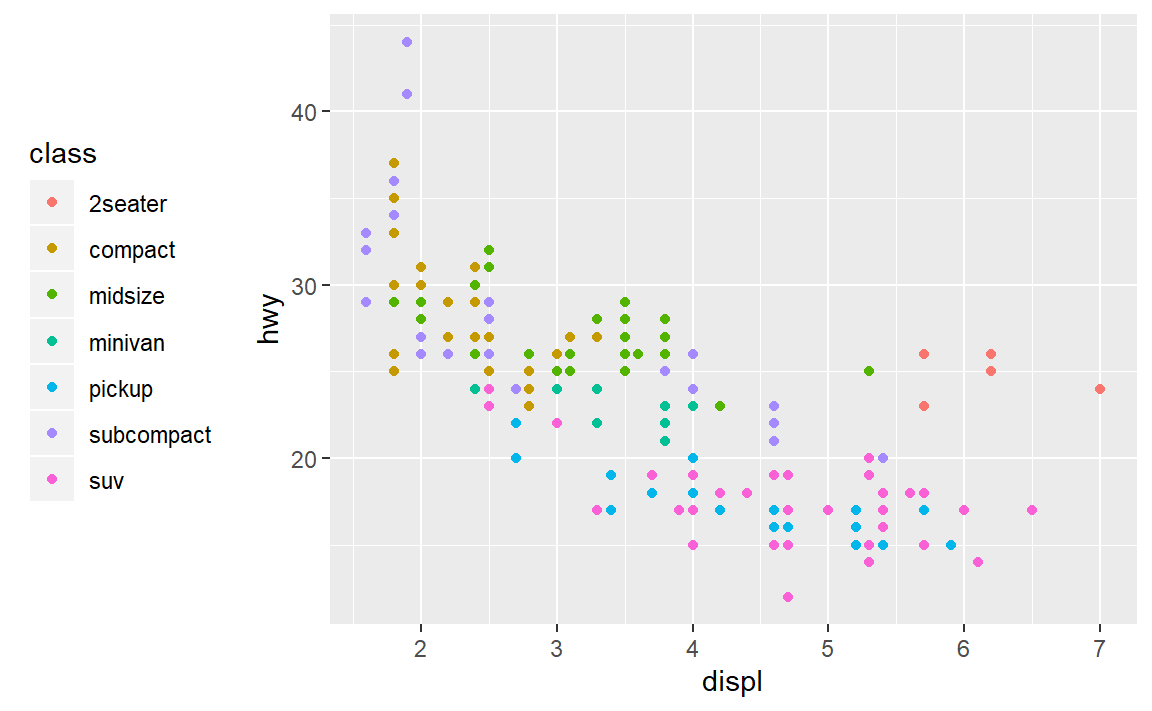 class
2seater
compact
midsize
minivan
pickup
subcompact
suv
hwy
40
30
20
2 3 4 5 6 7
displ